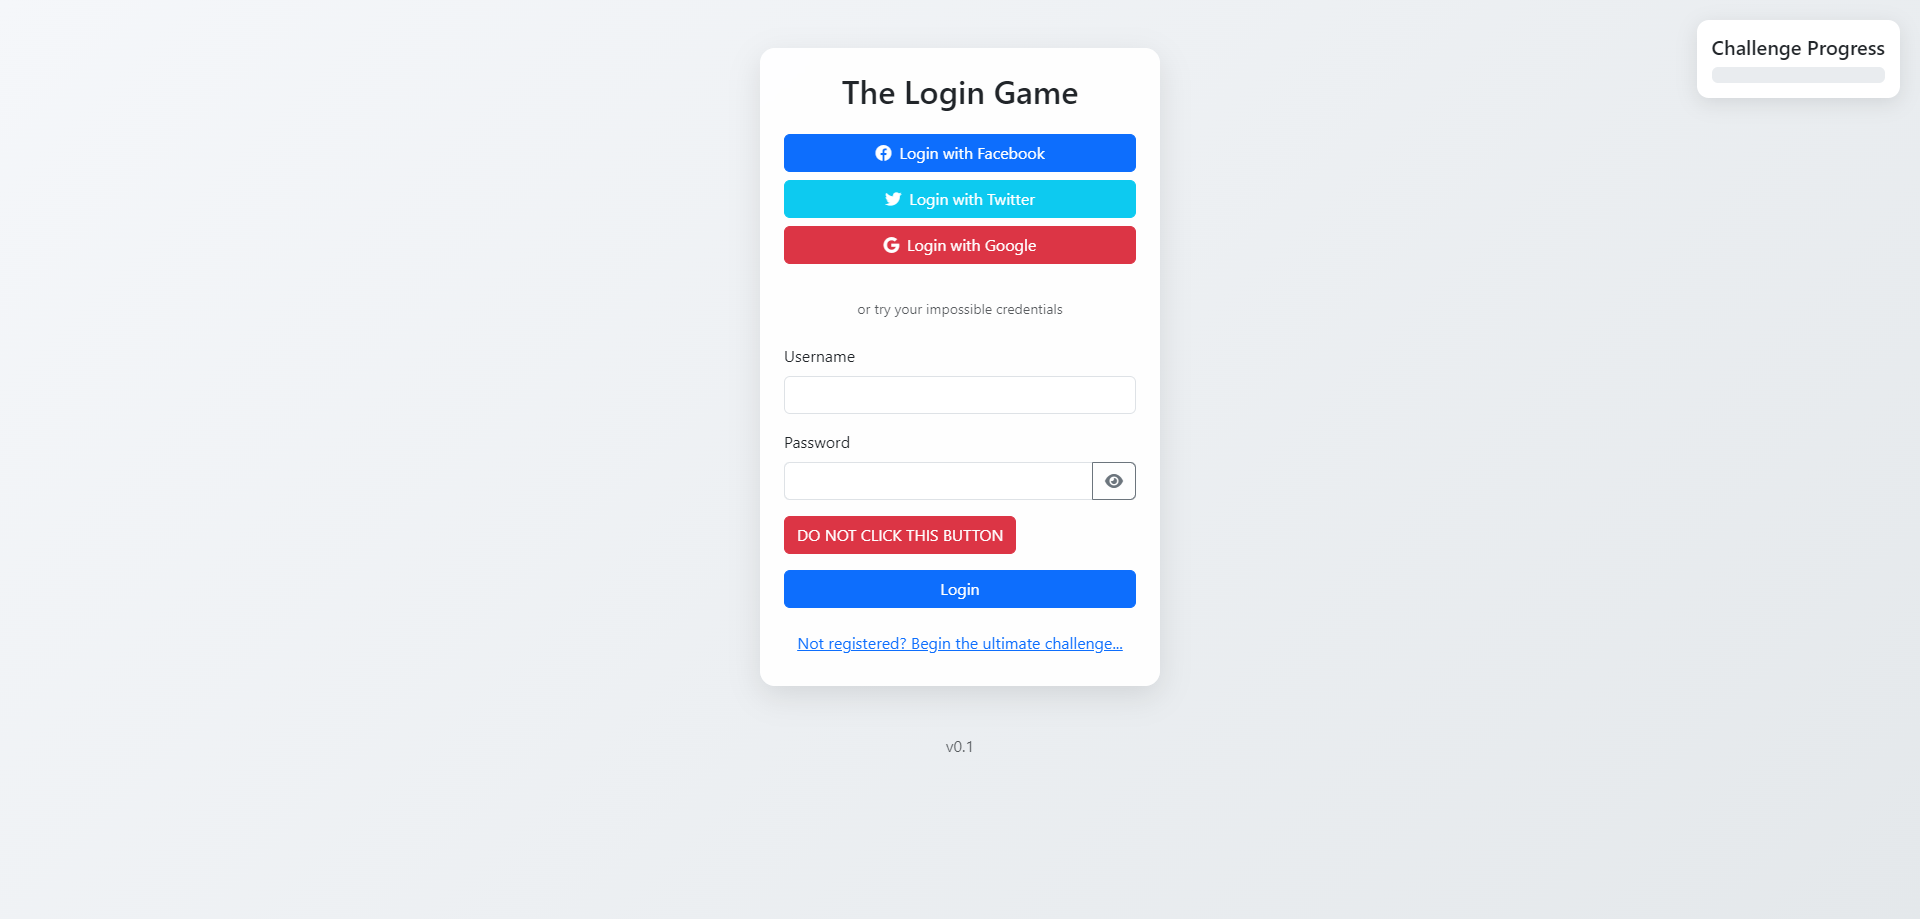 Challenge Progress
The Login Game
Login with Facebook
Login with Twitter
Login with Google
or try your impossible credentials
Username
Password
DO NOT CLICK THIS BUTTON
Login
Not registered? Begin the ultimate challenge...
v0.1